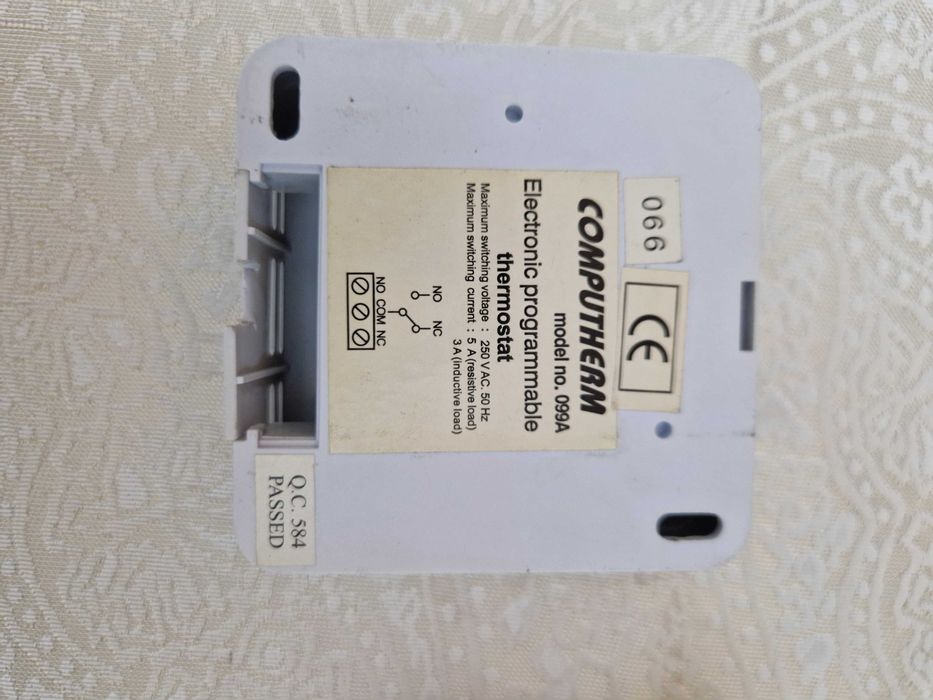 066
CE
COMPUTHERM
model no. 099A
Electronic programmable
thermostat
Maximum switching voltage : 250 V AC. 50 Hz
Maximum switching current : 5 A (resistive load)
3 A (inductive load)
NO NC
NO COM NC
Q.C. 584
PASSED